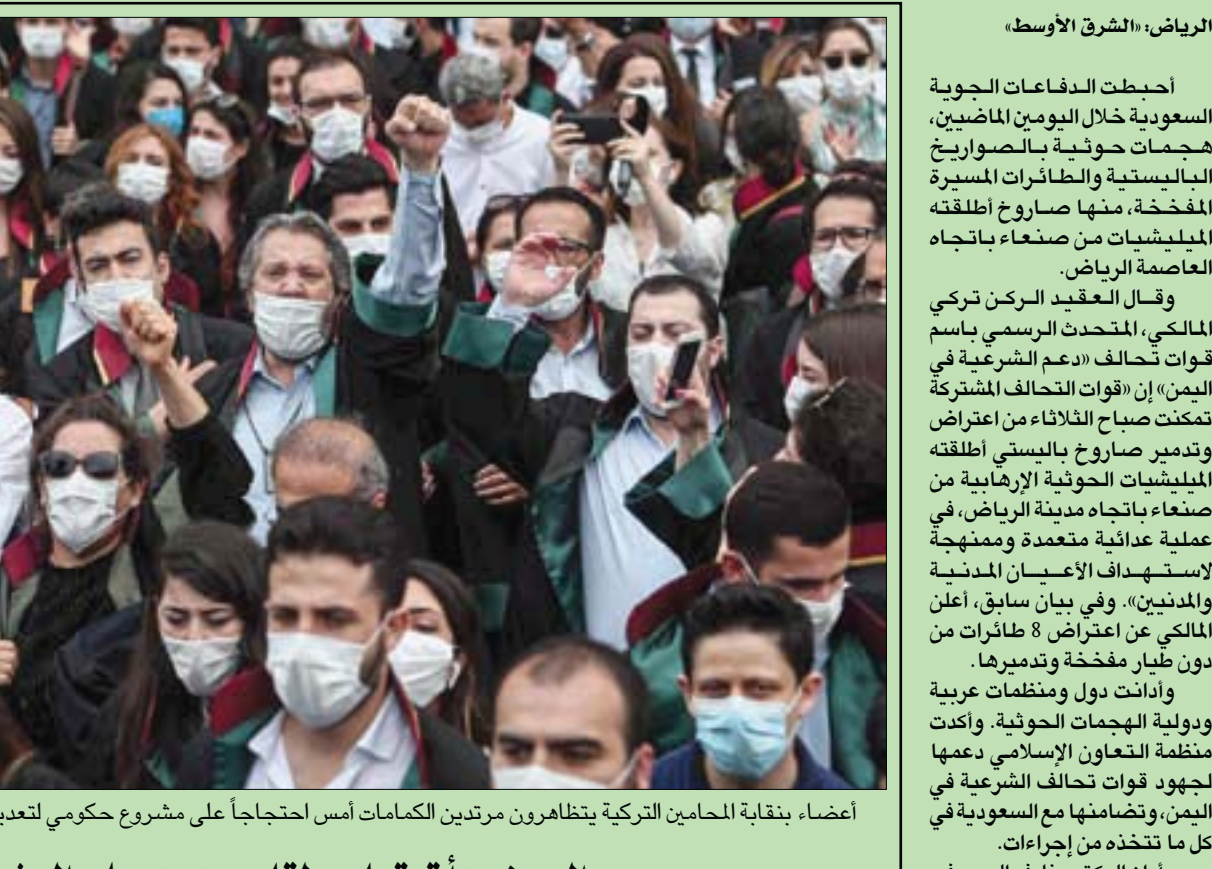 الرياض: «الشرق الأوسط»
أحبطت الدفاعات الجوية
السعودية خلال اليومين الماضيين،
هجمات حوثية بالصواريخ
الباليستية والطائرات المسيرة
المفخخة، منها صاروخ أطلقته
الميليشيات من صنعاء باتجاه
العاصمة الرياض.
وقال العقيد الركن تركي
المالكي، المتحدث الرسمي باسم
قوات تحالف «دعم الشرعية في
اليمن» إن «قوات التحالف المشتركة
تمكنت صباح الثلاثاء من اعتراض
وتدمير صاروخ باليستي أطلقته
الميليشيات الحوثية الإرهابية من
صنعاء باتجاه مدينة الرياض، في
عملية عدائية متعمدة وممنهجة
لاستهداف الأعيان المدنية
والمدنيين». وفي بيان سابق، أعلن
المالكي عن اعتراض 8 طائرات من
دون طيار مفخخة وتدميرها.
وأدانت دول ومنظمات عربية
ودولية الهجمات الحوثية. وأكدت
منظمة التعاون الإسلامي دعمها
لجهود قوات تحالف الشرعية في
اليمن، وتضامنها مع السعودية في
كل ما تتخذه من إجراءات.
أعضاء بنقابة المحامين التركية يتظاهرون مرتدين الكمامات أمس احتجاجاً على مشروع حكومي